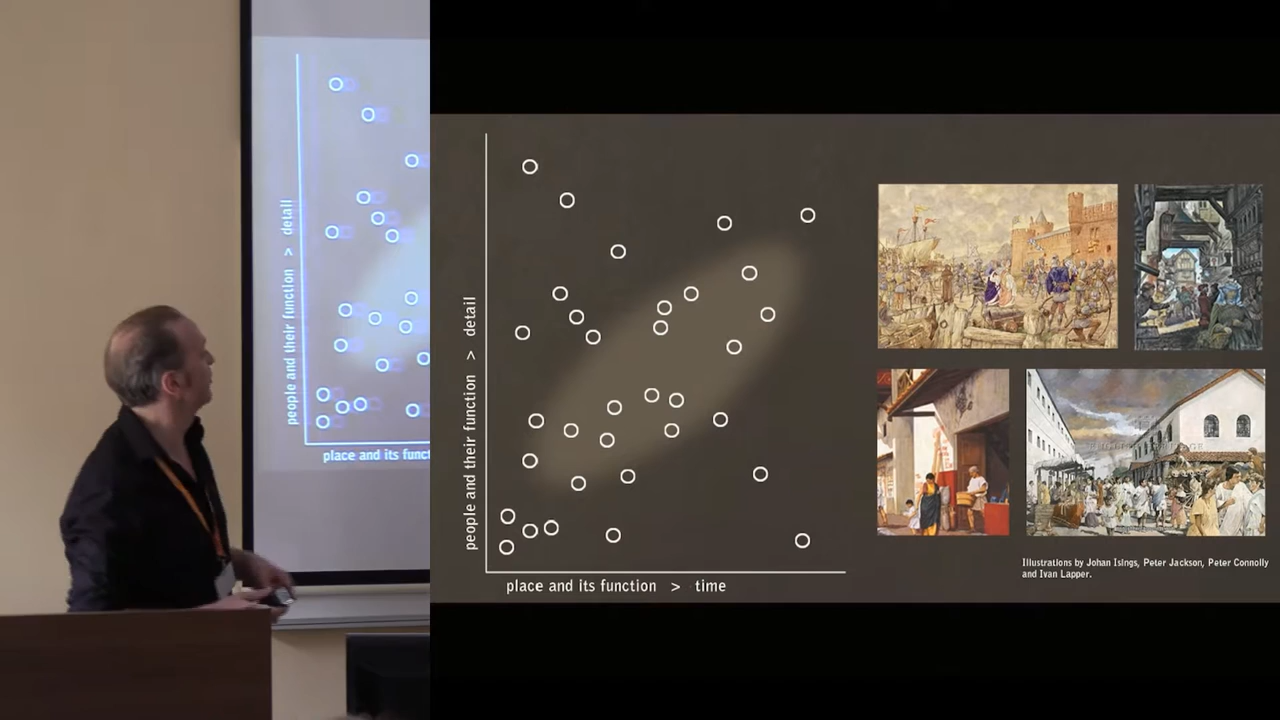 people and their function > detail
place and its funct
people and their function > detail
place and its function > time
Illustrations by Johan Isings, Peter Jackson, Peter Connolly
and Ivan Lapper.